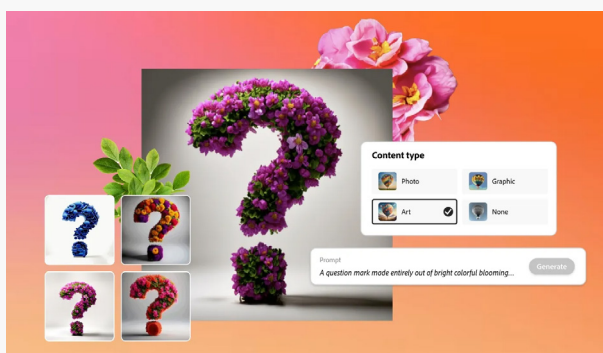 Content type
Photo
Graphic
Art
None
Prompt
A question mark made entirely out of bright colorful blooming...
Generate